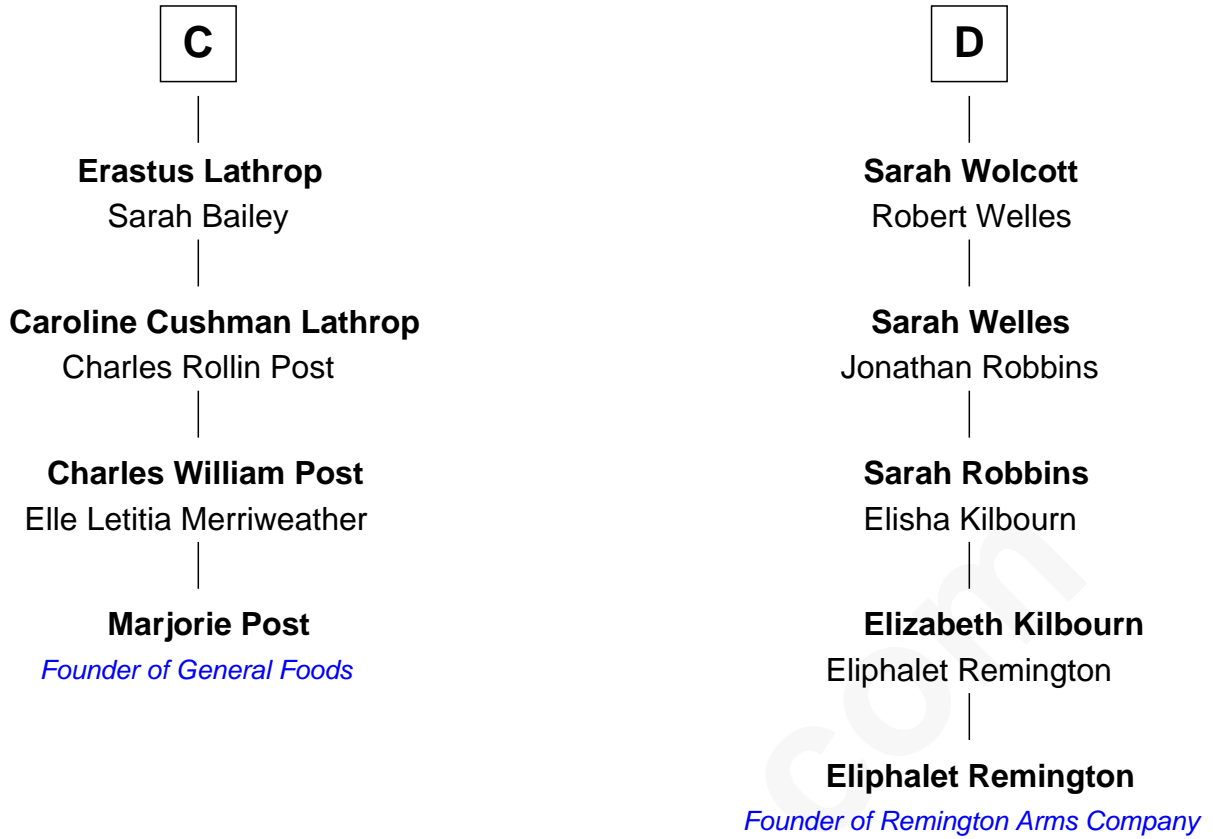 C
Erastus Lathrop
Sarah Bailey
Caroline Cushman Lathrop
Charles Rollin Post
Charles William Post
Elle Letitia Merriweather
Marjorie Post
Founder of General Foods
D
Sarah Wolcott
Robert Welles
Sarah Welles
Jonathan Robbins
Sarah Robbins
Elisha Kilbourn
Elizabeth Kilbourn
Eliphalet Remington
Eliphalet Remington
Founder of Remington Arms Company
com